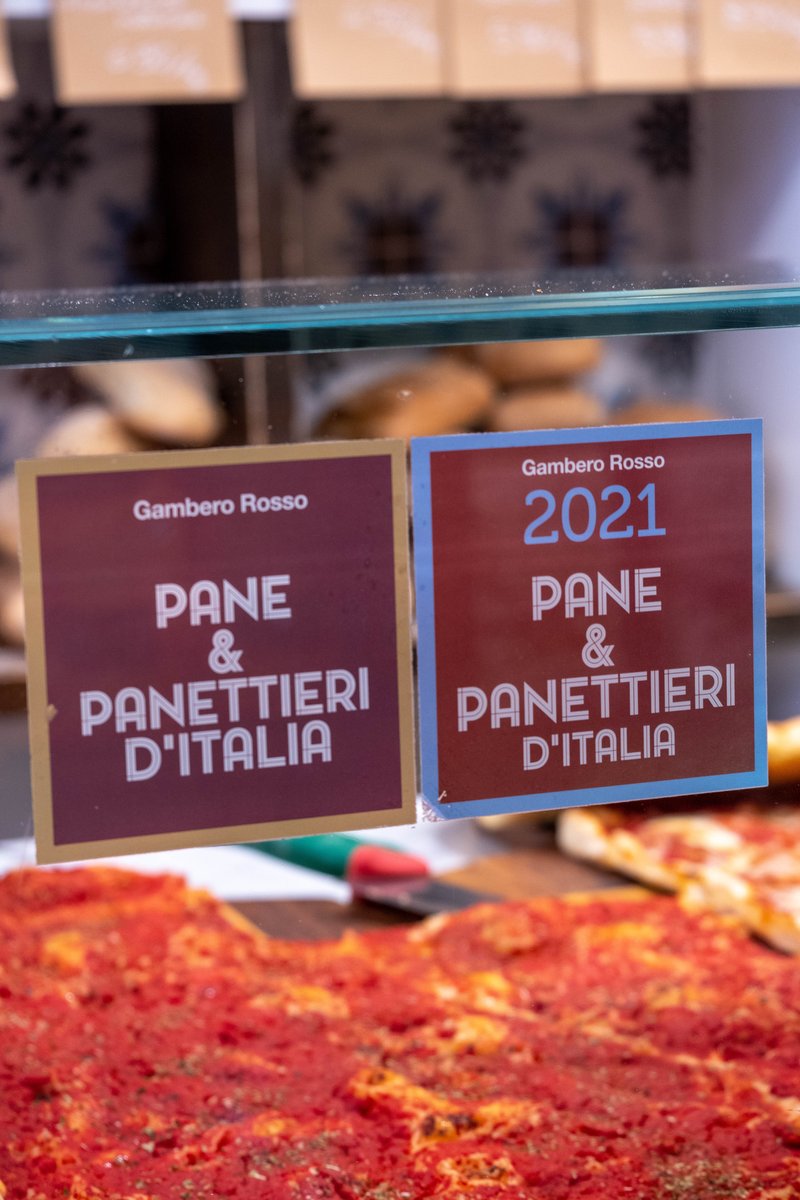 Gambero Rosso
PANE
&
PANETTIERI
D'ITALIA
Gambero Rosso
2021
PANE
&
PANETTIERI
D'ITALIA